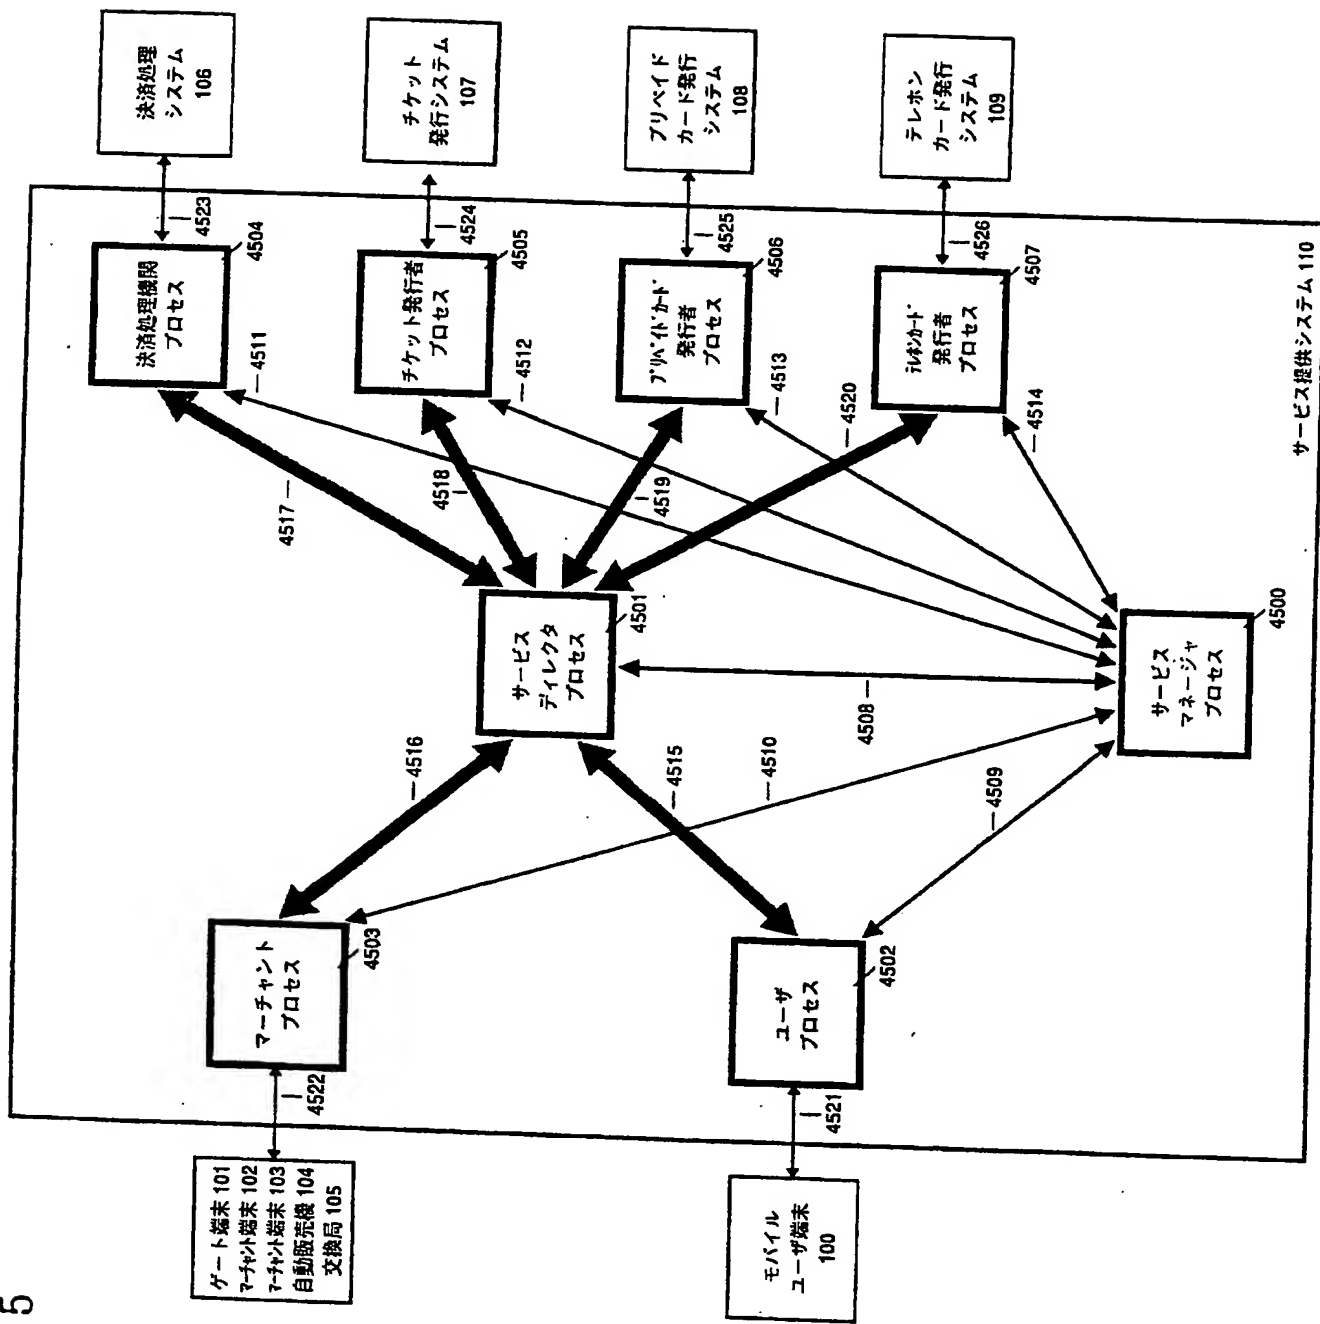 5
決済処理
システム
106
チケット
発行システム
107
プリペイド
カード発行
システム
108
テレホン
カード発行
システム
109
4523
4524
4525
4526
決済処理機関
プロセス
4504
チケット発行者
プロセス
4505
プリペイドカード
発行者
プロセス
4506
テレホンカード
発行者
プロセス
4507
4511
4512
4513
4520
4514
4517
4518
4519
サービス
ディレクタ
プロセス
4501
サービス
マネージャ
プロセス
4500
4508
4516
4515
4510
4509
マーチャント
プロセス
4503
ユーザ
プロセス
4502
4522
4521
ゲート端末 101
マーチャント端末 102
マーチャント端末 103
自動販売機 104
交換局 105
モバイル
ユーザ端末
100
サービス提供システム 110